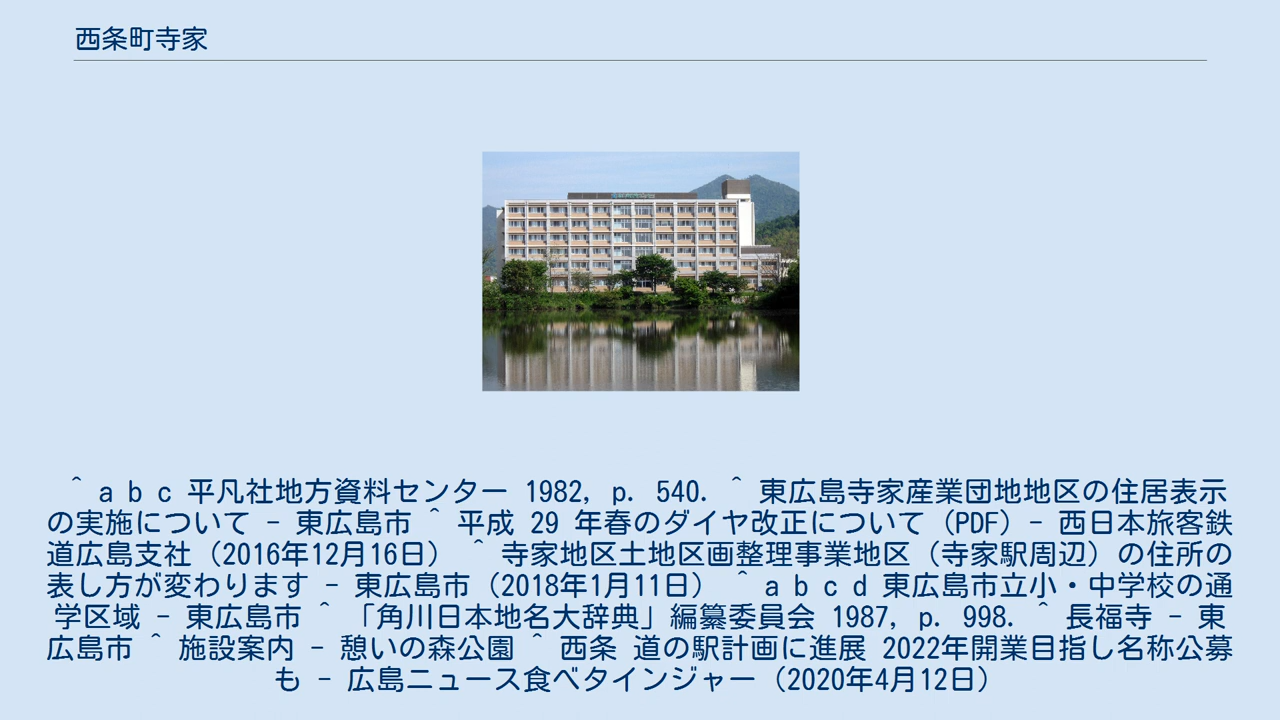 西条町寺家
^ a b c 平凡社地方資料センター 1982, p. 540. ^ 東広島寺家産業団地地区の住居表示
の実施について - 東広島市 ^ 平成 29 年春のダイヤ改正について（PDF）- 西日本旅客鉄
道広島支社（2016年12月16日） ^ 寺家地区土地区画整理事業地区（寺家駅周辺）の住所の
表し方が変わります - 東広島市（2018年1月11日） ^ a b c d 東広島市立小・中学校の通
学区域 - 東広島市 ^ 「角川日本地名大辞典」編纂委員会 1987, p. 998. ^ 長福寺 - 東
広島市 ^ 施設案内 - 憩いの森公園 ^ 西条 道の駅計画に進展 2022年開業目指し名称公募
も - 広島ニュース食べタインジャー（2020年4月12日）